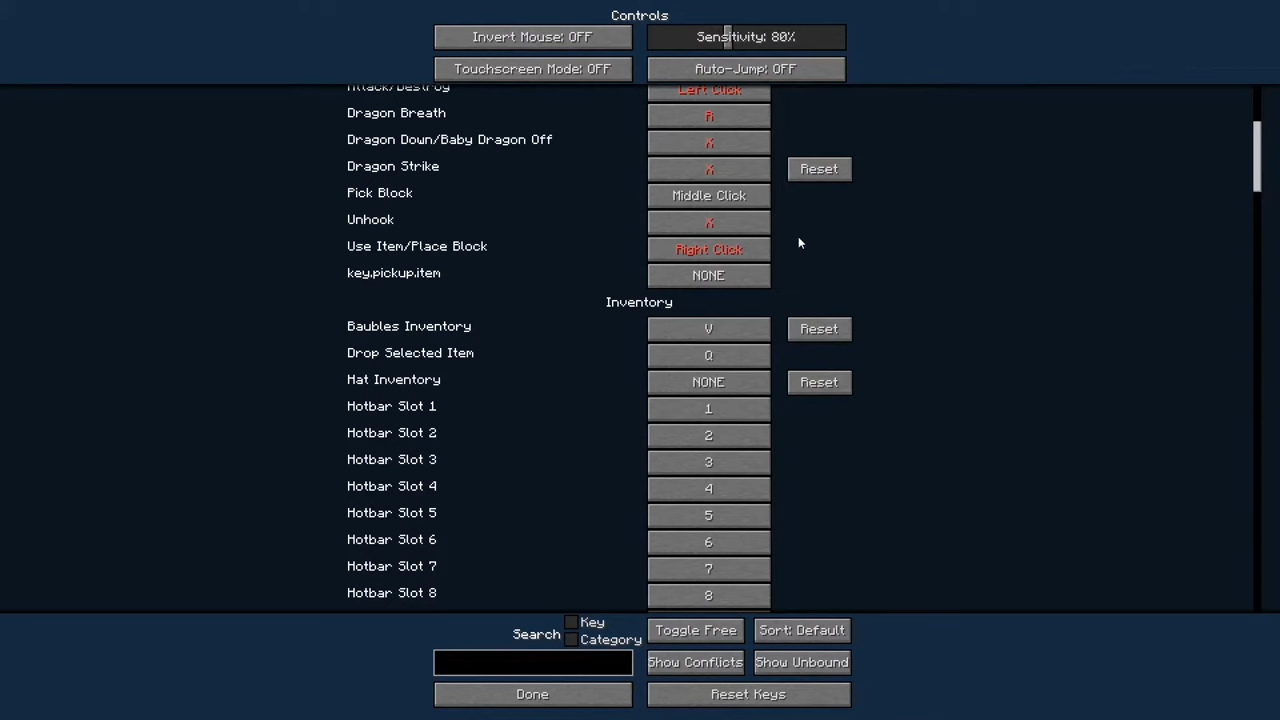 Controls
Invert Mouse: OFF Sensitivity: 80%
Touchscreen Mode: OFF Auto-Jump: OFF
Attack/Destroy Left Click
Dragon Breath R
Dragon Down/Baby Dragon Off X
Dragon Strike X Reset
Pick Block Middle Click
Unhook X
Use Item/Place Block Right Click
key.pickup.item NONE
Inventory
Baubles Inventory V Reset
Drop Selected Item Q
Hat Inventory NONE Reset
Hotbar Slot 1 1
Hotbar Slot 2 2
Hotbar Slot 3 3
Hotbar Slot 4 4
Hotbar Slot 5 5
Hotbar Slot 6 6
Hotbar Slot 7 7
Hotbar Slot 8 8
Search Key Toggle Free Sort: Default
Category
Show Conflicts Show Unbound
Done Reset Keys